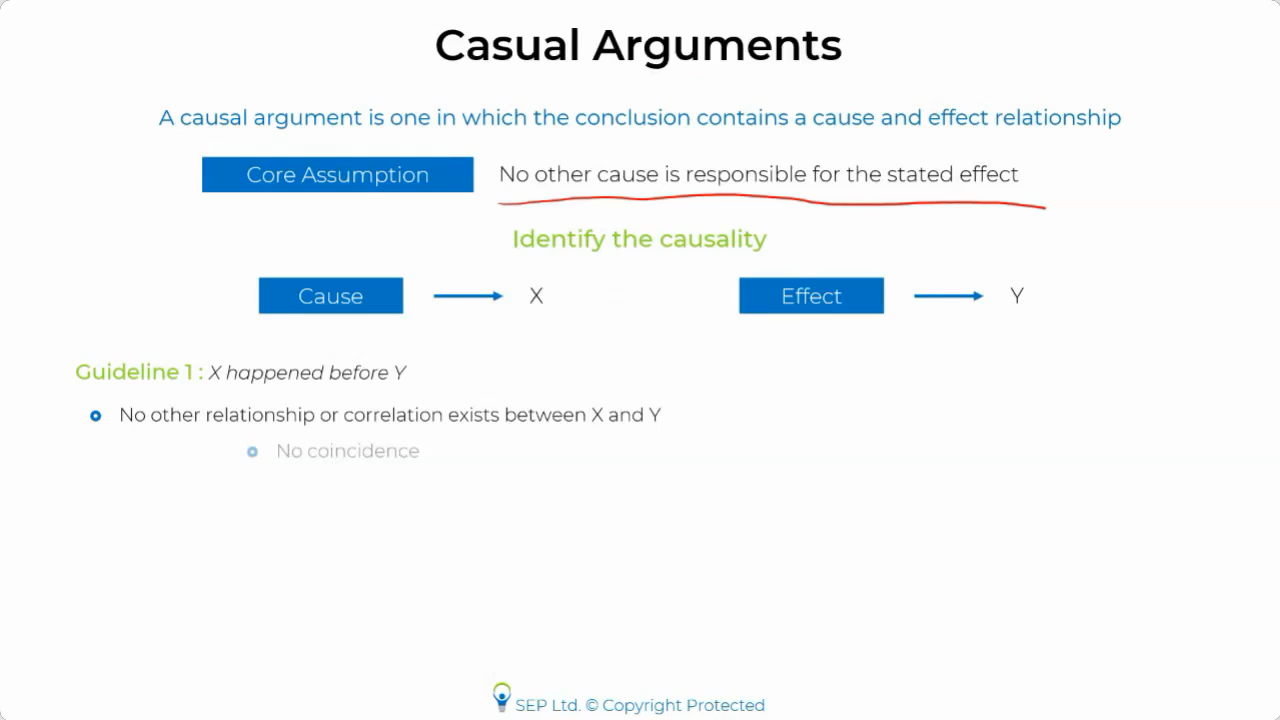 Casual Arguments
A causal argument is one in which the conclusion contains a cause and effect relationship
Core Assumption No other cause is responsible for the stated effect
Identify the causality
Cause X Effect Y
Guideline 1 : X happened before Y
No other relationship or correlation exists between X and Y
No coincidence
SEP Ltd. © Copyright Protected